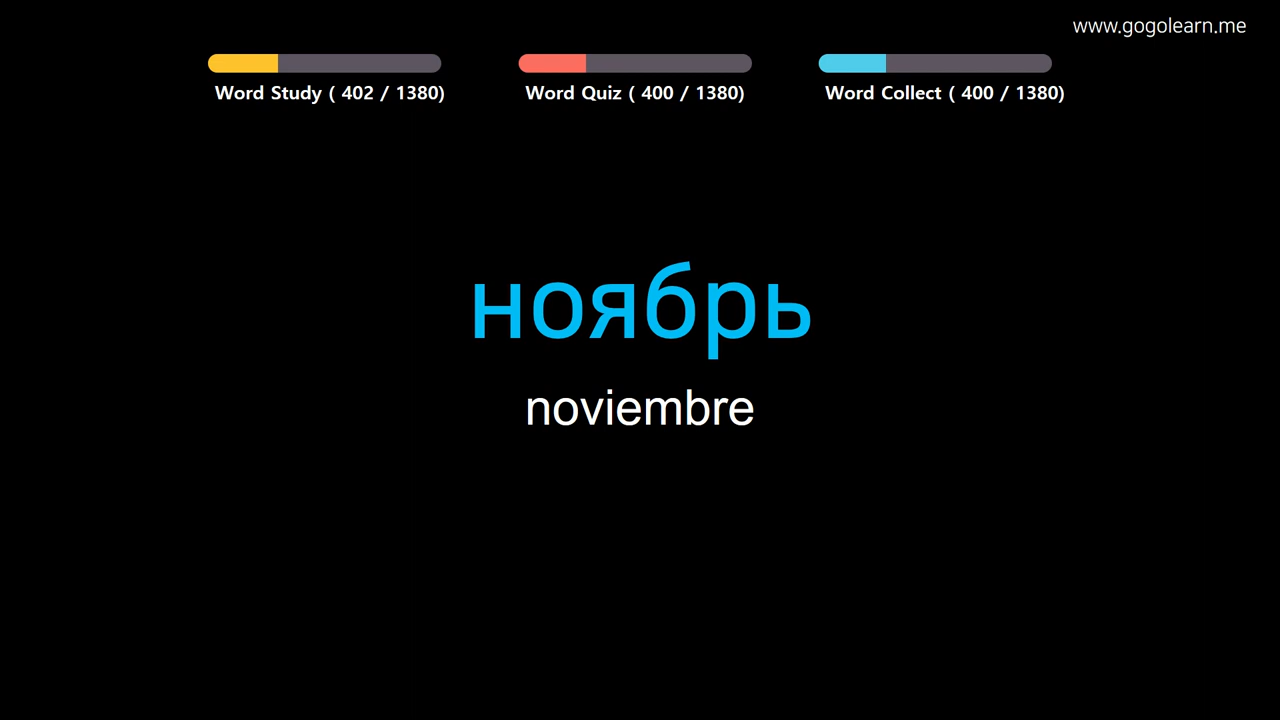 www.gogolearn.me
Word Study ( 402 / 1380)
Word Quiz ( 400 / 1380)
Word Collect ( 400 / 1380)
ноябрь
noviembre